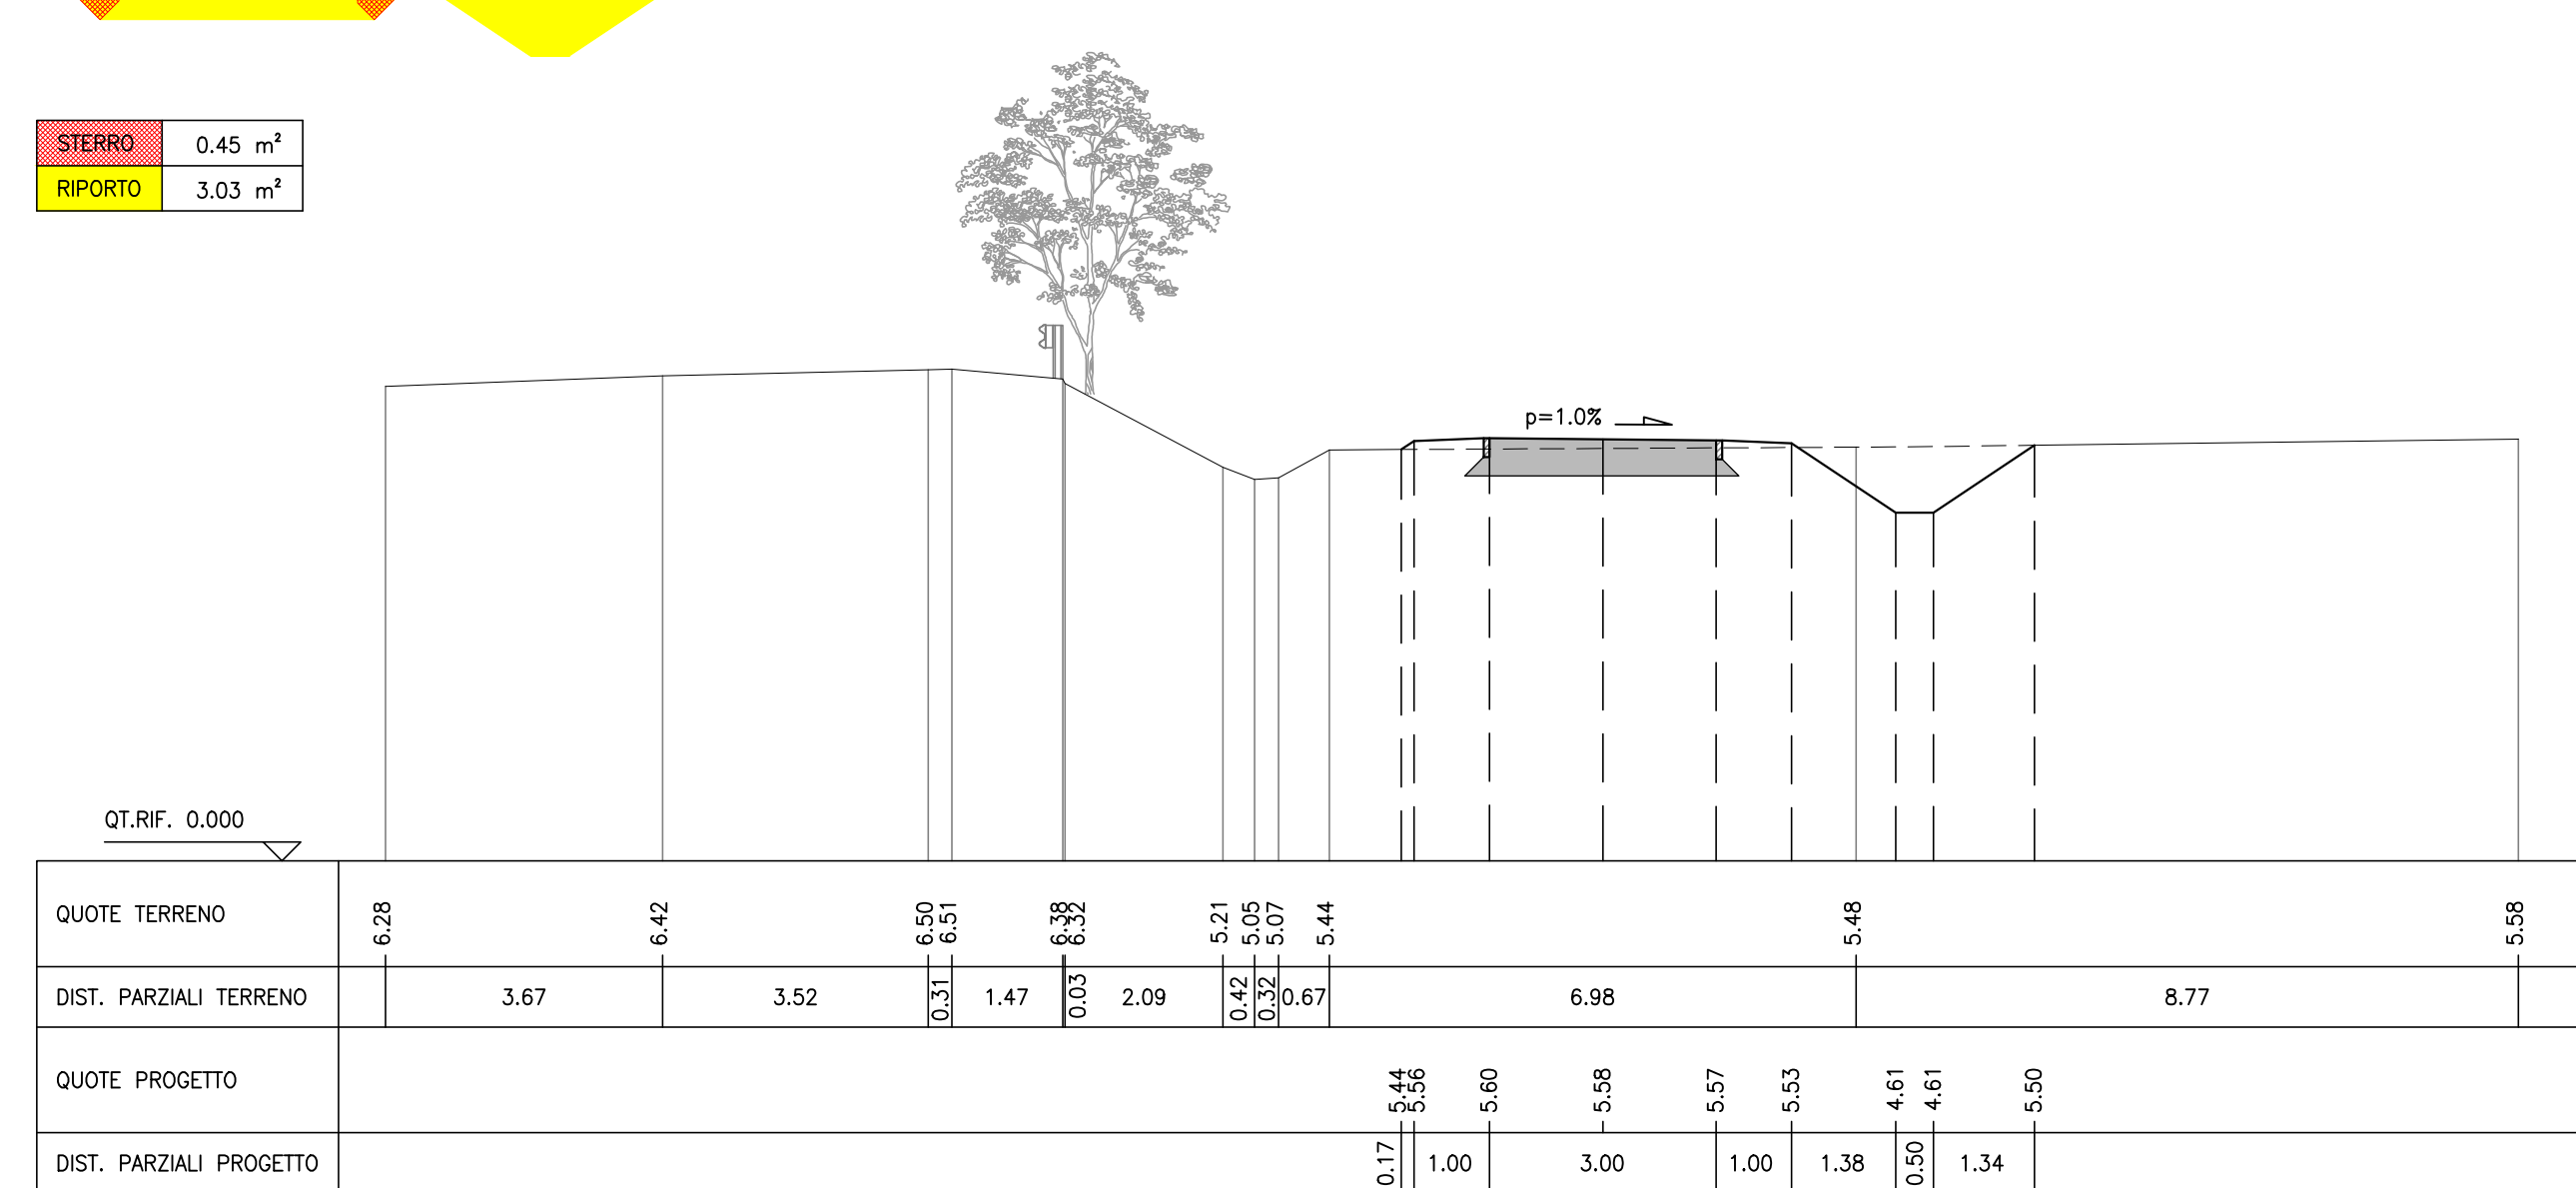 STERRO 0.45 m²
RIPORTO 3.03 m²
p=1.0%
QT.RIF. 0.000
QUOTE TERRENO 6.28 6.42 6.50 6.51 6.38 6.32 5.21 5.05 5.07 5.44 5.48 5.58
DIST. PARZIALI TERRENO 3.67 3.52 0.31 1.47 0.03 2.09 0.42 0.32 0.67 6.98 8.77
QUOTE PROGETTO 5.44 5.56 5.60 5.58 5.57 5.53 4.61 4.61 5.50
DIST. PARZIALI PROGETTO 0.17 1.00 3.00 1.00 1.38 0.50 1.34